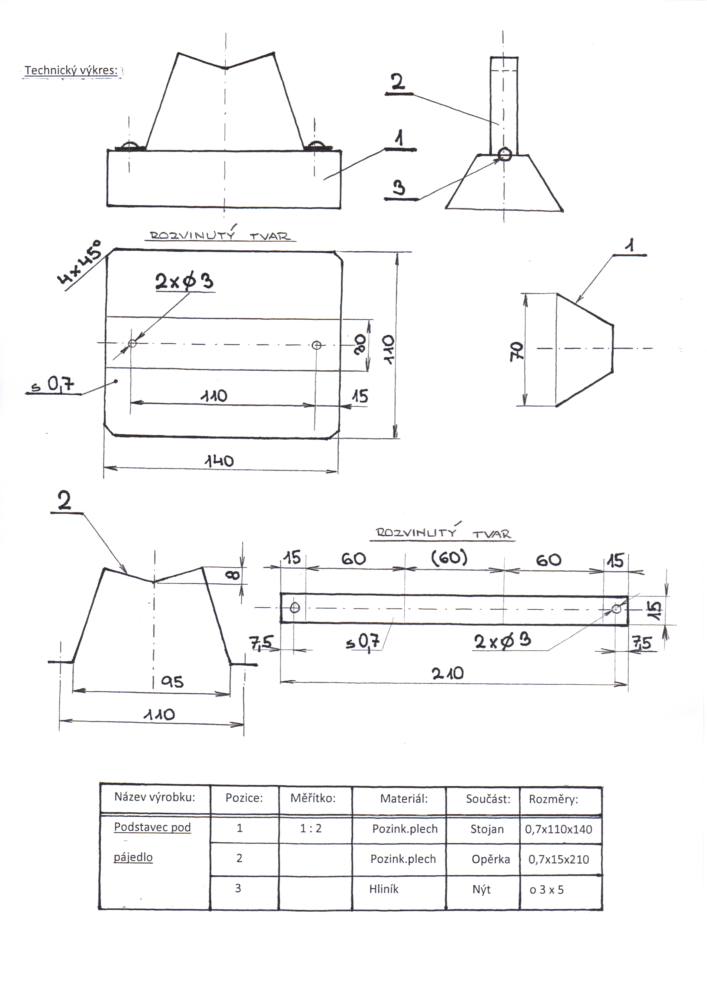 Technický výkres:
2
1
3
ROZVINUTÝ TVAR
4x45°
2xϕ3
1
30
110
70
s 0,7
110
15
140
2
ROZVINUTÝ TVAR
15
60
(60)
60
15
8
15
7,5
s 0,7
2xϕ3
7,5
210
95
110
Název výrobku: Pozice: Měřítko: Materiál: Součást: Rozměry:
Podstavec pod 1 1 : 2 Pozink.plech Stojan 0,7x110x140
pájedlo 2 Pozink.plech Opěrka 0,7x15x210
3 Hliník Nýt o 3 x 5